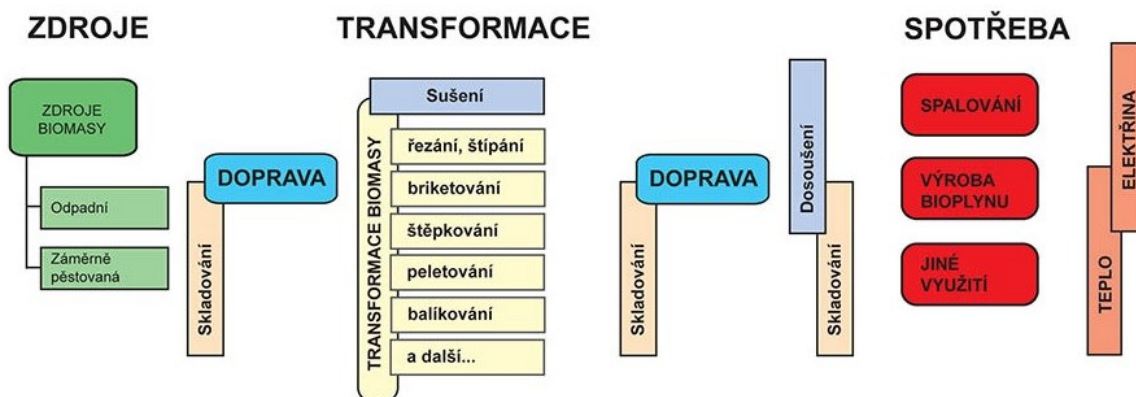 ZDROJE
ZDROJE
BIOMASY
Odpadní
Záměrně
pěstovaná
Skladování
DOPRAVA
TRANSFORMACE
TRANSFORMACE BIOMASY
Sušení
řezání, štípání
briketování
štěpkování
peletování
balíkování
a další...
Skladování
DOPRAVA
Dosoušení
Skladování
SPOTŘEBA
SPALOVÁNÍ
VÝROBA
BIOPLYNU
JINÉ
VYUŽITÍ
TEPLO
ELEKTŘINA